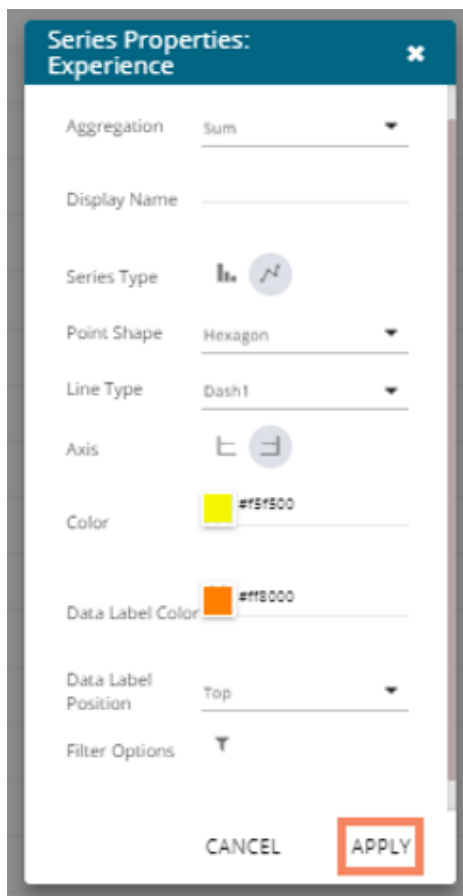 Series Properties:
Experience
Aggregation Sum
Display Name
Series Type
Point Shape Hexagon
Line Type Dash1
Axis
#f5f500
Color
#ff8000
Data Label Color
Data Label
Position Top
Filter Options
CANCEL APPLY